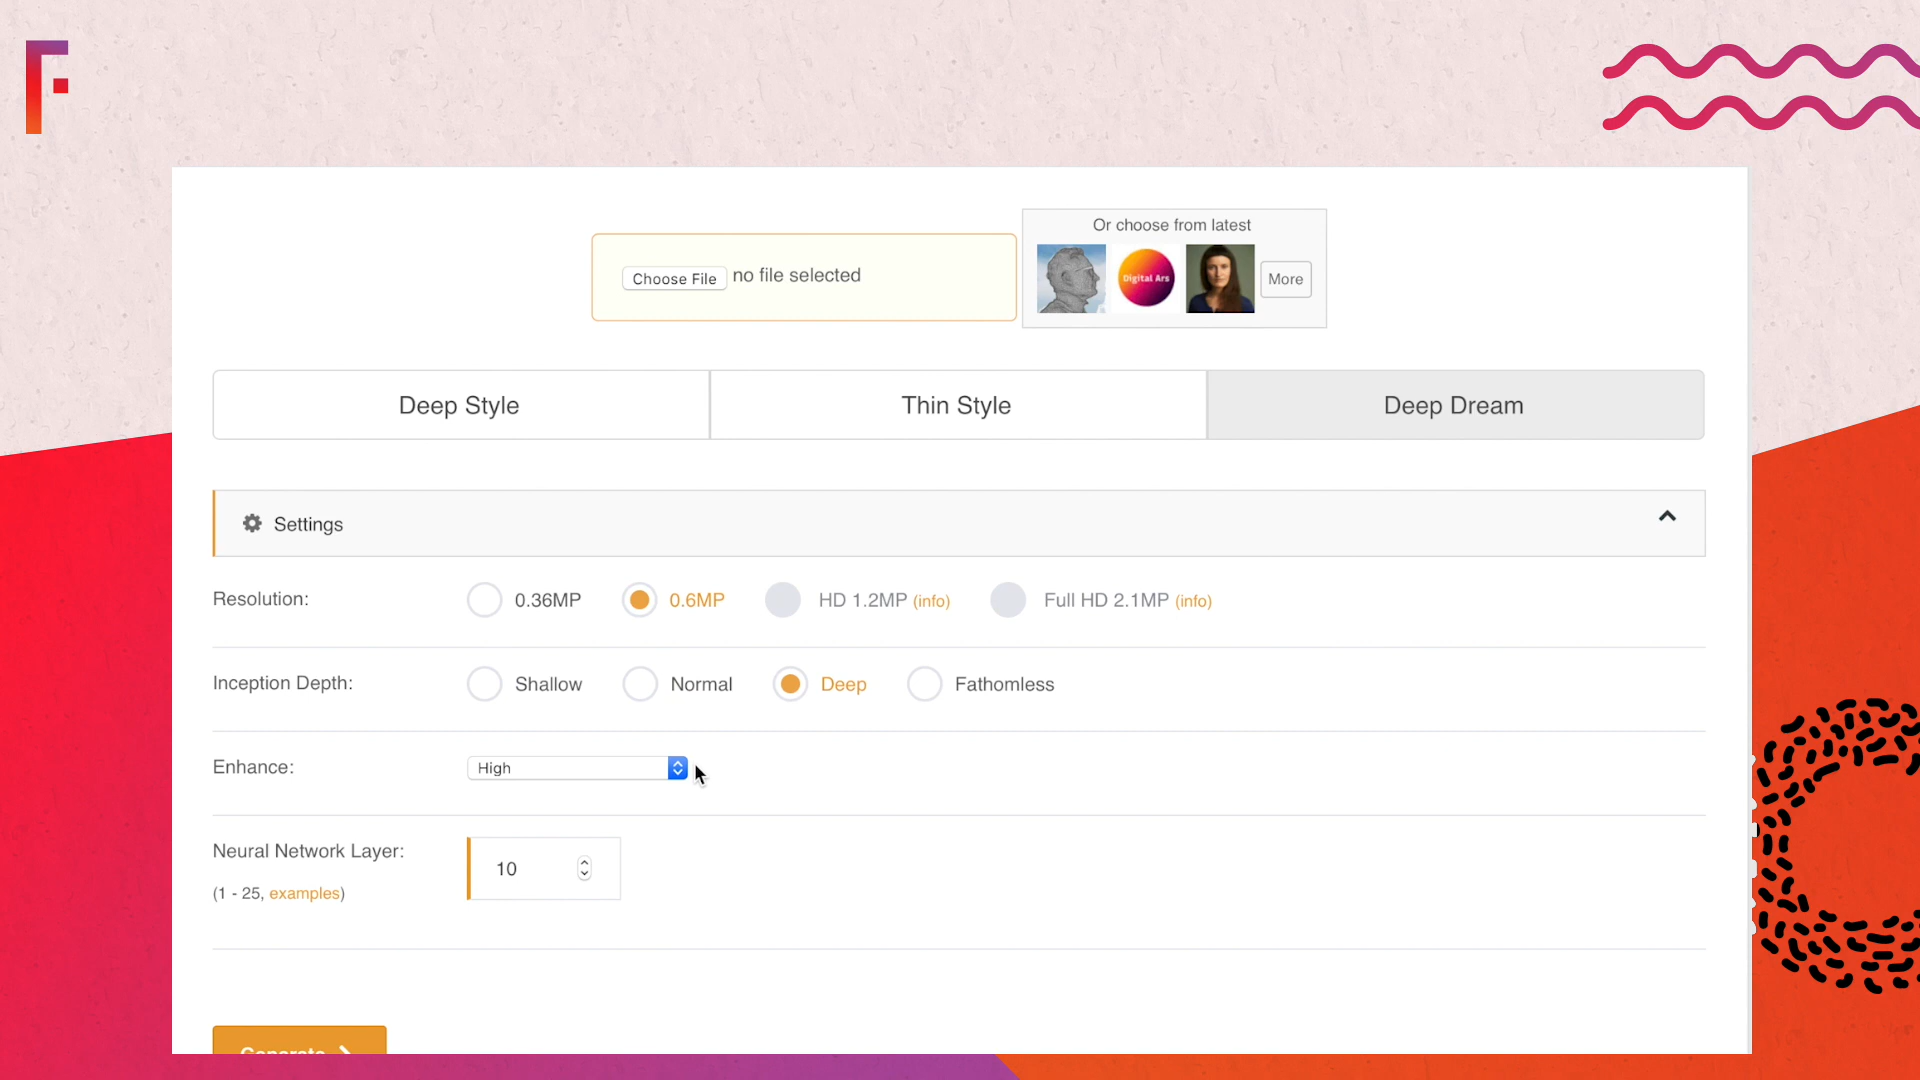 Or choose from latest
Choose File no file selected
Digital Ars
More
Deep Style Thin Style Deep Dream
Settings
Resolution: 0.36MP 0.6MP HD 1.2MP (info) Full HD 2.1MP (info)
Inception Depth: Shallow Normal Deep Fathomless
Enhance: High
Neural Network Layer:
10
(1 - 25, examples)
Generate